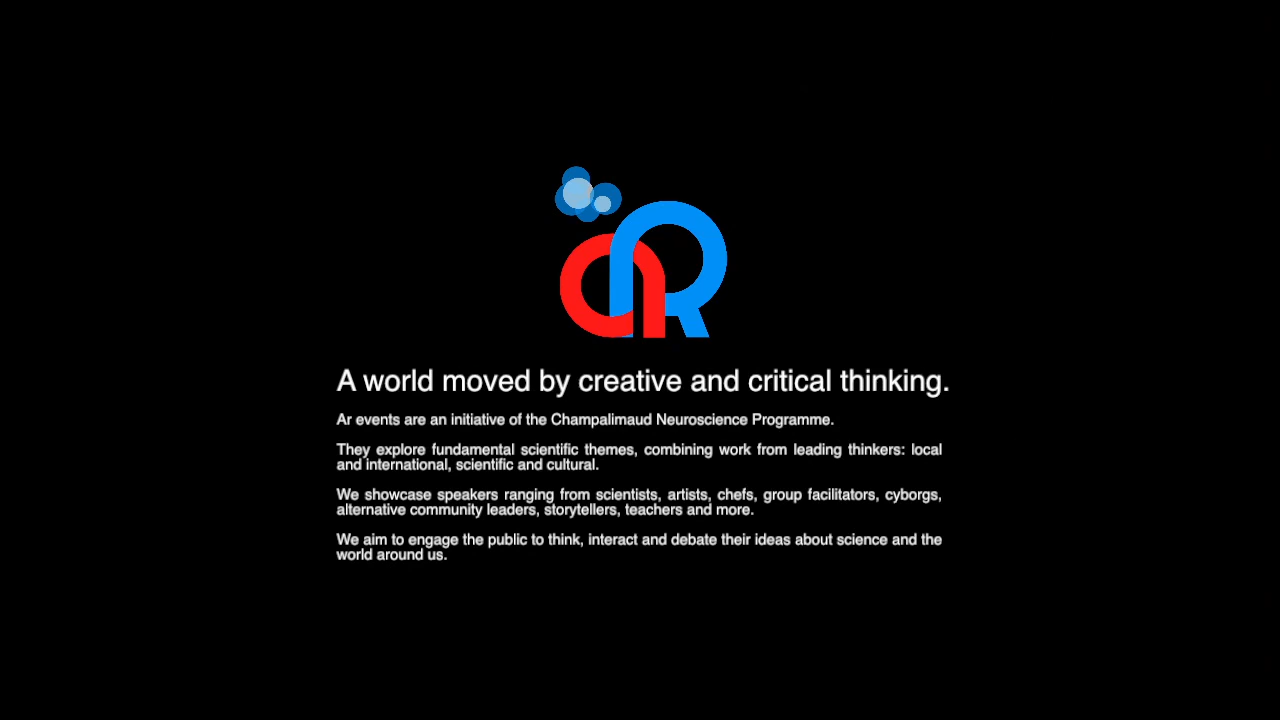 aR
A world moved by creative and critical thinking.
Ar events are an initiative of the Champalimaud Neuroscience Programme.
They explore fundamental scientific themes, combining work from leading thinkers: local
and international, scientific and cultural.
We showcase speakers ranging from scientists, artists, chefs, group facilitators, cyborgs,
alternative community leaders, storytellers, teachers and more.
We aim to engage the public to think, interact and debate their ideas about science and the
world around us.